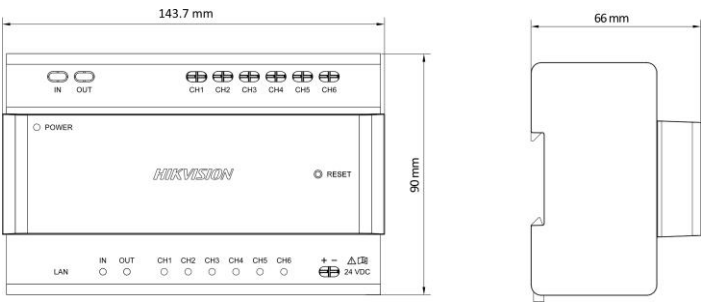 143.7 mm
66 mm
IN OUT CH1 CH2 CH3 CH4 CH5 CH6
POWER
HIKVISION RESET
90 mm
IN OUT CH1 CH2 CH3 CH4 CH5 CH6 + −
LAN 24 VDC